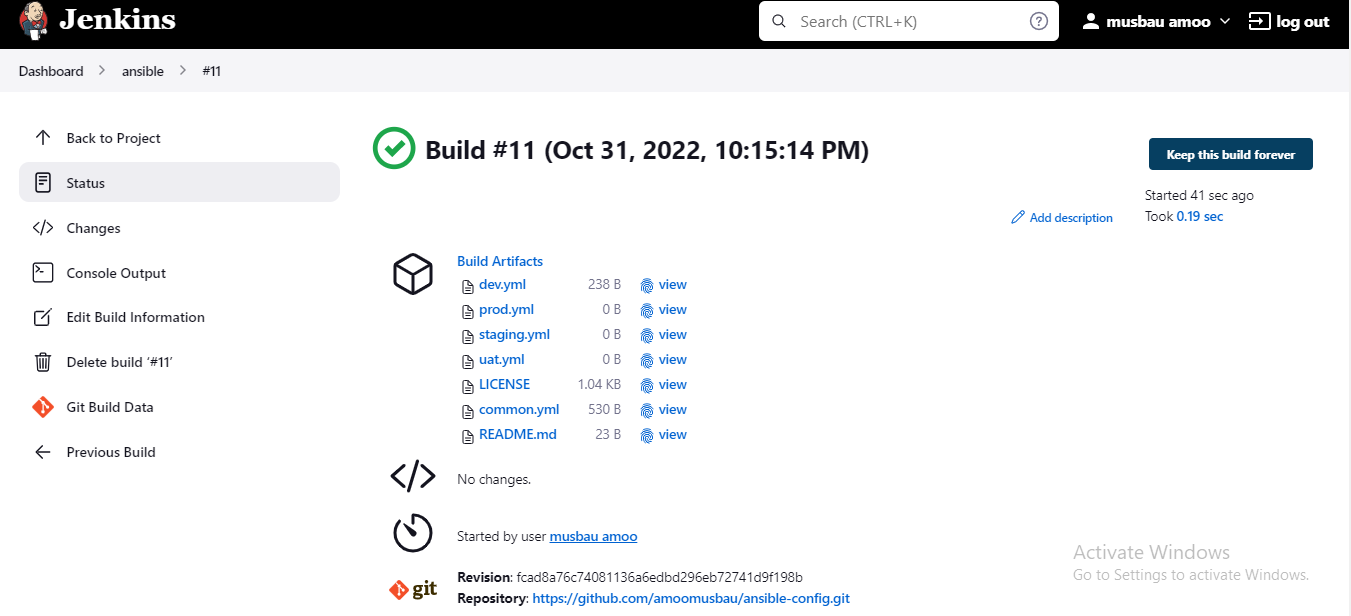 Jenkins
Search (CTRL+K)
?
musbau amoo
log out
Dashboard > ansible > #11
Back to Project
Status
Changes
Console Output
Edit Build Information
Delete build ‘#11’
Git Build Data
Previous Build
Build #11 (Oct 31, 2022, 10:15:14 PM)
Keep this build forever
Started 41 sec ago
Took 0.19 sec
Add description
Build Artifacts
dev.yml 238 B view
prod.yml 0 B view
staging.yml 0 B view
uat.yml 0 B view
LICENSE 1.04 KB view
common.yml 530 B view
README.md 23 B view
No changes.
Started by user musbau amoo
git
Revision: fcad8a76c74081136a6edbd296eb72741d9f198b
Repository: https://github.com/amoomusbau/ansible-config.git
Activate Windows
Go to Settings to activate Windows.